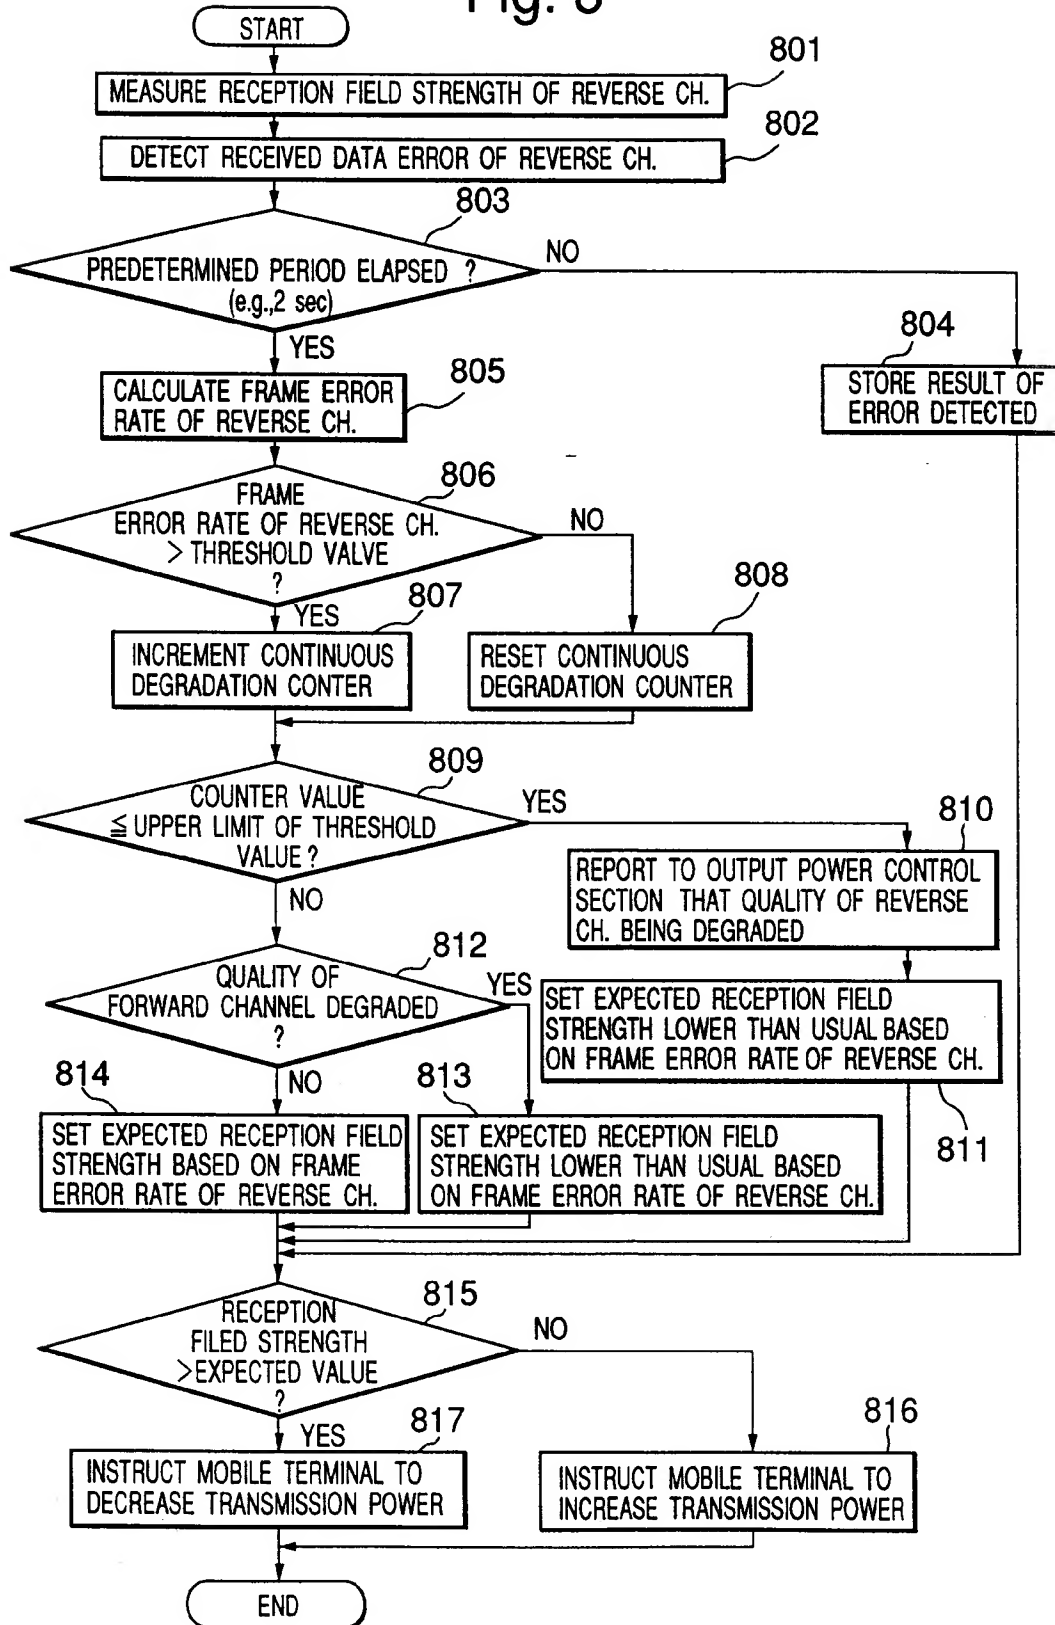 START
801
MEASURE RECEPTION FIELD STRENGTH OF REVERSE CH.
802
DETECT RECEIVED DATA ERROR OF REVERSE CH.
803
PREDETERMINED PERIOD ELAPSED ?
(e.g.,2 sec)
NO
YES
804
STORE RESULT OF
ERROR DETECTED
805
CALCULATE FRAME ERROR
RATE OF REVERSE CH.
806
FRAME
ERROR RATE OF REVERSE CH.
> THRESHOLD VALVE
?
NO
YES
807
INCREMENT CONTINUOUS
DEGRADATION CONTER
808
RESET CONTINUOUS
DEGRADATION COUNTER
809
COUNTER VALUE
≦ UPPER LIMIT OF THRESHOLD
VALUE ?
YES
NO
810
REPORT TO OUTPUT POWER CONTROL
SECTION THAT QUALITY OF REVERSE
CH. BEING DEGRADED
812
QUALITY OF
FORWARD CHANNEL DEGRADED
?
YES
NO
SET EXPECTED RECEPTION FIELD
STRENGTH LOWER THAN USUAL BASED
ON FRAME ERROR RATE OF REVERSE CH.
811
814
SET EXPECTED RECEPTION FIELD
STRENGTH BASED ON FRAME
ERROR RATE OF REVERSE CH.
813
SET EXPECTED RECEPTION FIELD
STRENGTH LOWER THAN USUAL BASED
ON FRAME ERROR RATE OF REVERSE CH.
815
RECEPTION
FILED STRENGTH
>EXPECTED VALUE
?
NO
YES
817
INSTRUCT MOBILE TERMINAL TO
DECREASE TRANSMISSION POWER
816
INSTRUCT MOBILE TERMINAL TO
INCREASE TRANSMISSION POWER
END